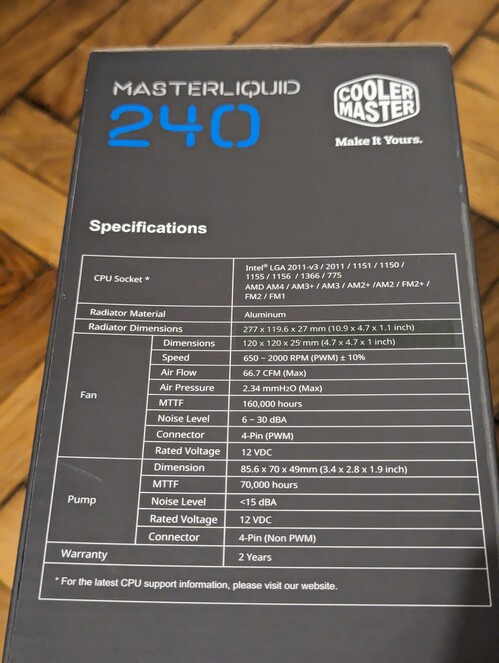 MASTERLIQUID
240
COOLER
MASTER
Make It Yours.
Specifications
CPU Socket *
Intel® LGA 2011-v3 / 2011 / 1151 / 1150 /
1155 / 1156 / 1366 / 775
AMD AM4 / AM3+ / AM3 / AM2+ /AM2 / FM2+ /
FM2 / FM1
Radiator Material Aluminum
Radiator Dimensions 277 x 119.6 x 27 mm (10.9 x 4.7 x 1.1 inch)
Fan
Dimensions 120 x 120 x 25 mm (4.7 x 4.7 x 1 inch)
Speed 650 ~ 2000 RPM (PWM) ± 10%
Air Flow 66.7 CFM (Max)
Air Pressure 2.34 mmH2O (Max)
MTTF 160,000 hours
Noise Level 6 ~ 30 dBA
Connector 4-Pin (PWM)
Rated Voltage 12 VDC
Pump
Dimension 85.6 x 70 x 49mm (3.4 x 2.8 x 1.9 inch)
MTTF 70,000 hours
Noise Level <15 dBA
Rated Voltage 12 VDC
Connector 4-Pin (Non PWM)
Warranty 2 Years
* For the latest CPU support information, please visit our website.